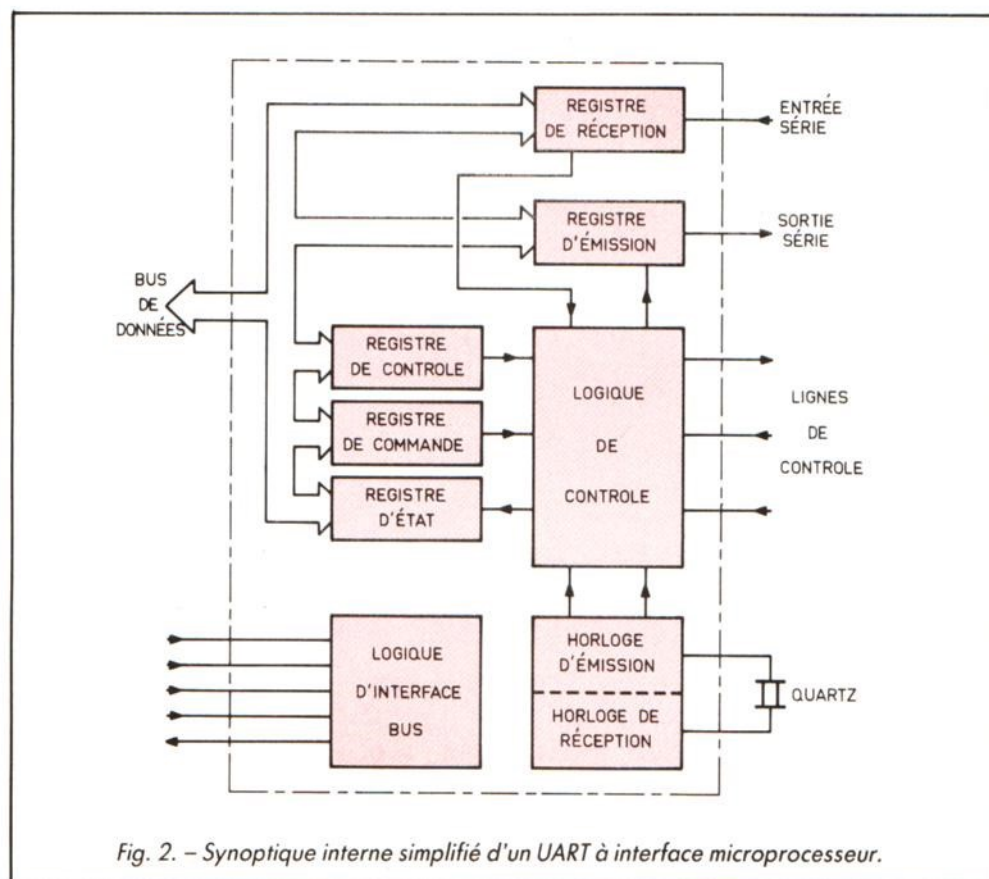 REGISTRE
DE RÉCEPTION
ENTRÉE
SÉRIE
REGISTRE
D'ÉMISSION
SORTIE
SÉRIE
BUS
DE
DONNÉES
REGISTRE
DE CONTROLE
REGISTRE
DE COMMANDE
REGISTRE
D'ÉTAT
LOGIQUE
DE
CONTROLE
LIGNES
DE
CONTROLE
LOGIQUE
D'INTERFACE
BUS
HORLOGE
D'ÉMISSION
HORLOGE DE
RÉCEPTION
QUARTZ
Fig. 2. – Synoptique interne simplifié d'un UART à interface microprocesseur.